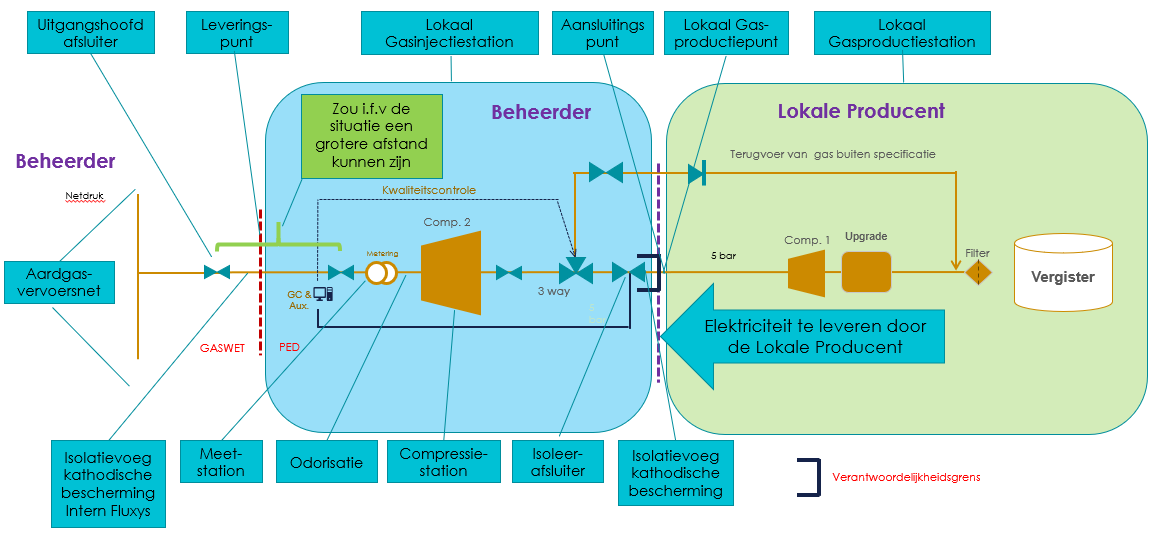 Uitgangshoofd
afsluiter
Leverings-
punt
Lokaal
Gasinjectiestation
Aansluitings
punt
Lokaal Gas-
productiepunt
Lokaal
Gasproductiestation
Zou i.f.v de
situatie een
grotere afstand
kunnen zijn
Beheerder
Lokale Producent
Beheerder
Terugvoer van gas buiten specificatie
Netdruk
Kwaliteitscontrole
Comp. 2
Comp. 1
Upgrade
Metering
5 bar
Filter
Aardgas-
vervoersnet
Vergister
GC &
Aux.
3 way
Elektriciteit te leveren door
de Lokale Producent
GASWET
PED
Isolatievoeg
kathodische
bescherming
Intern Fluxys
Meet-
station
Odorisatie
Compressie-
station
Isoleer-
afsluiter
Isolatievoeg
kathodische
bescherming
Verantwoordelijkheidsgrens